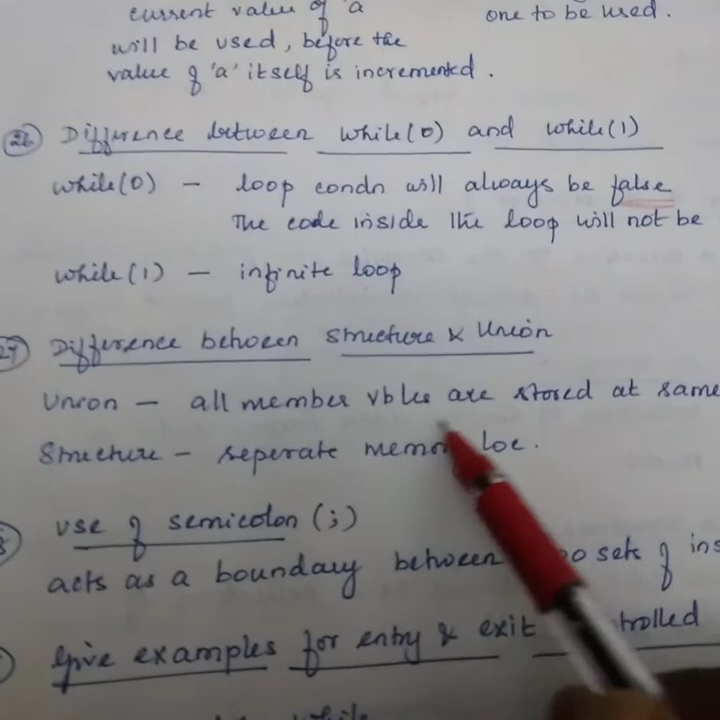 current value of a one to be used.
will be used, before the
value of 'a' itself is incremented.
26 Difference between while(0) and while(1)
while(0) - loop condn will always be false
The code inside the loop will not be
while(1) - infinite loop
27 Difference between Structure & Union
Union - all member vbles are stored at same
Structure - seperate loc.
use of semicolon (;)
acts as a boundary between sets of ins
Give examples for entry & exit
while